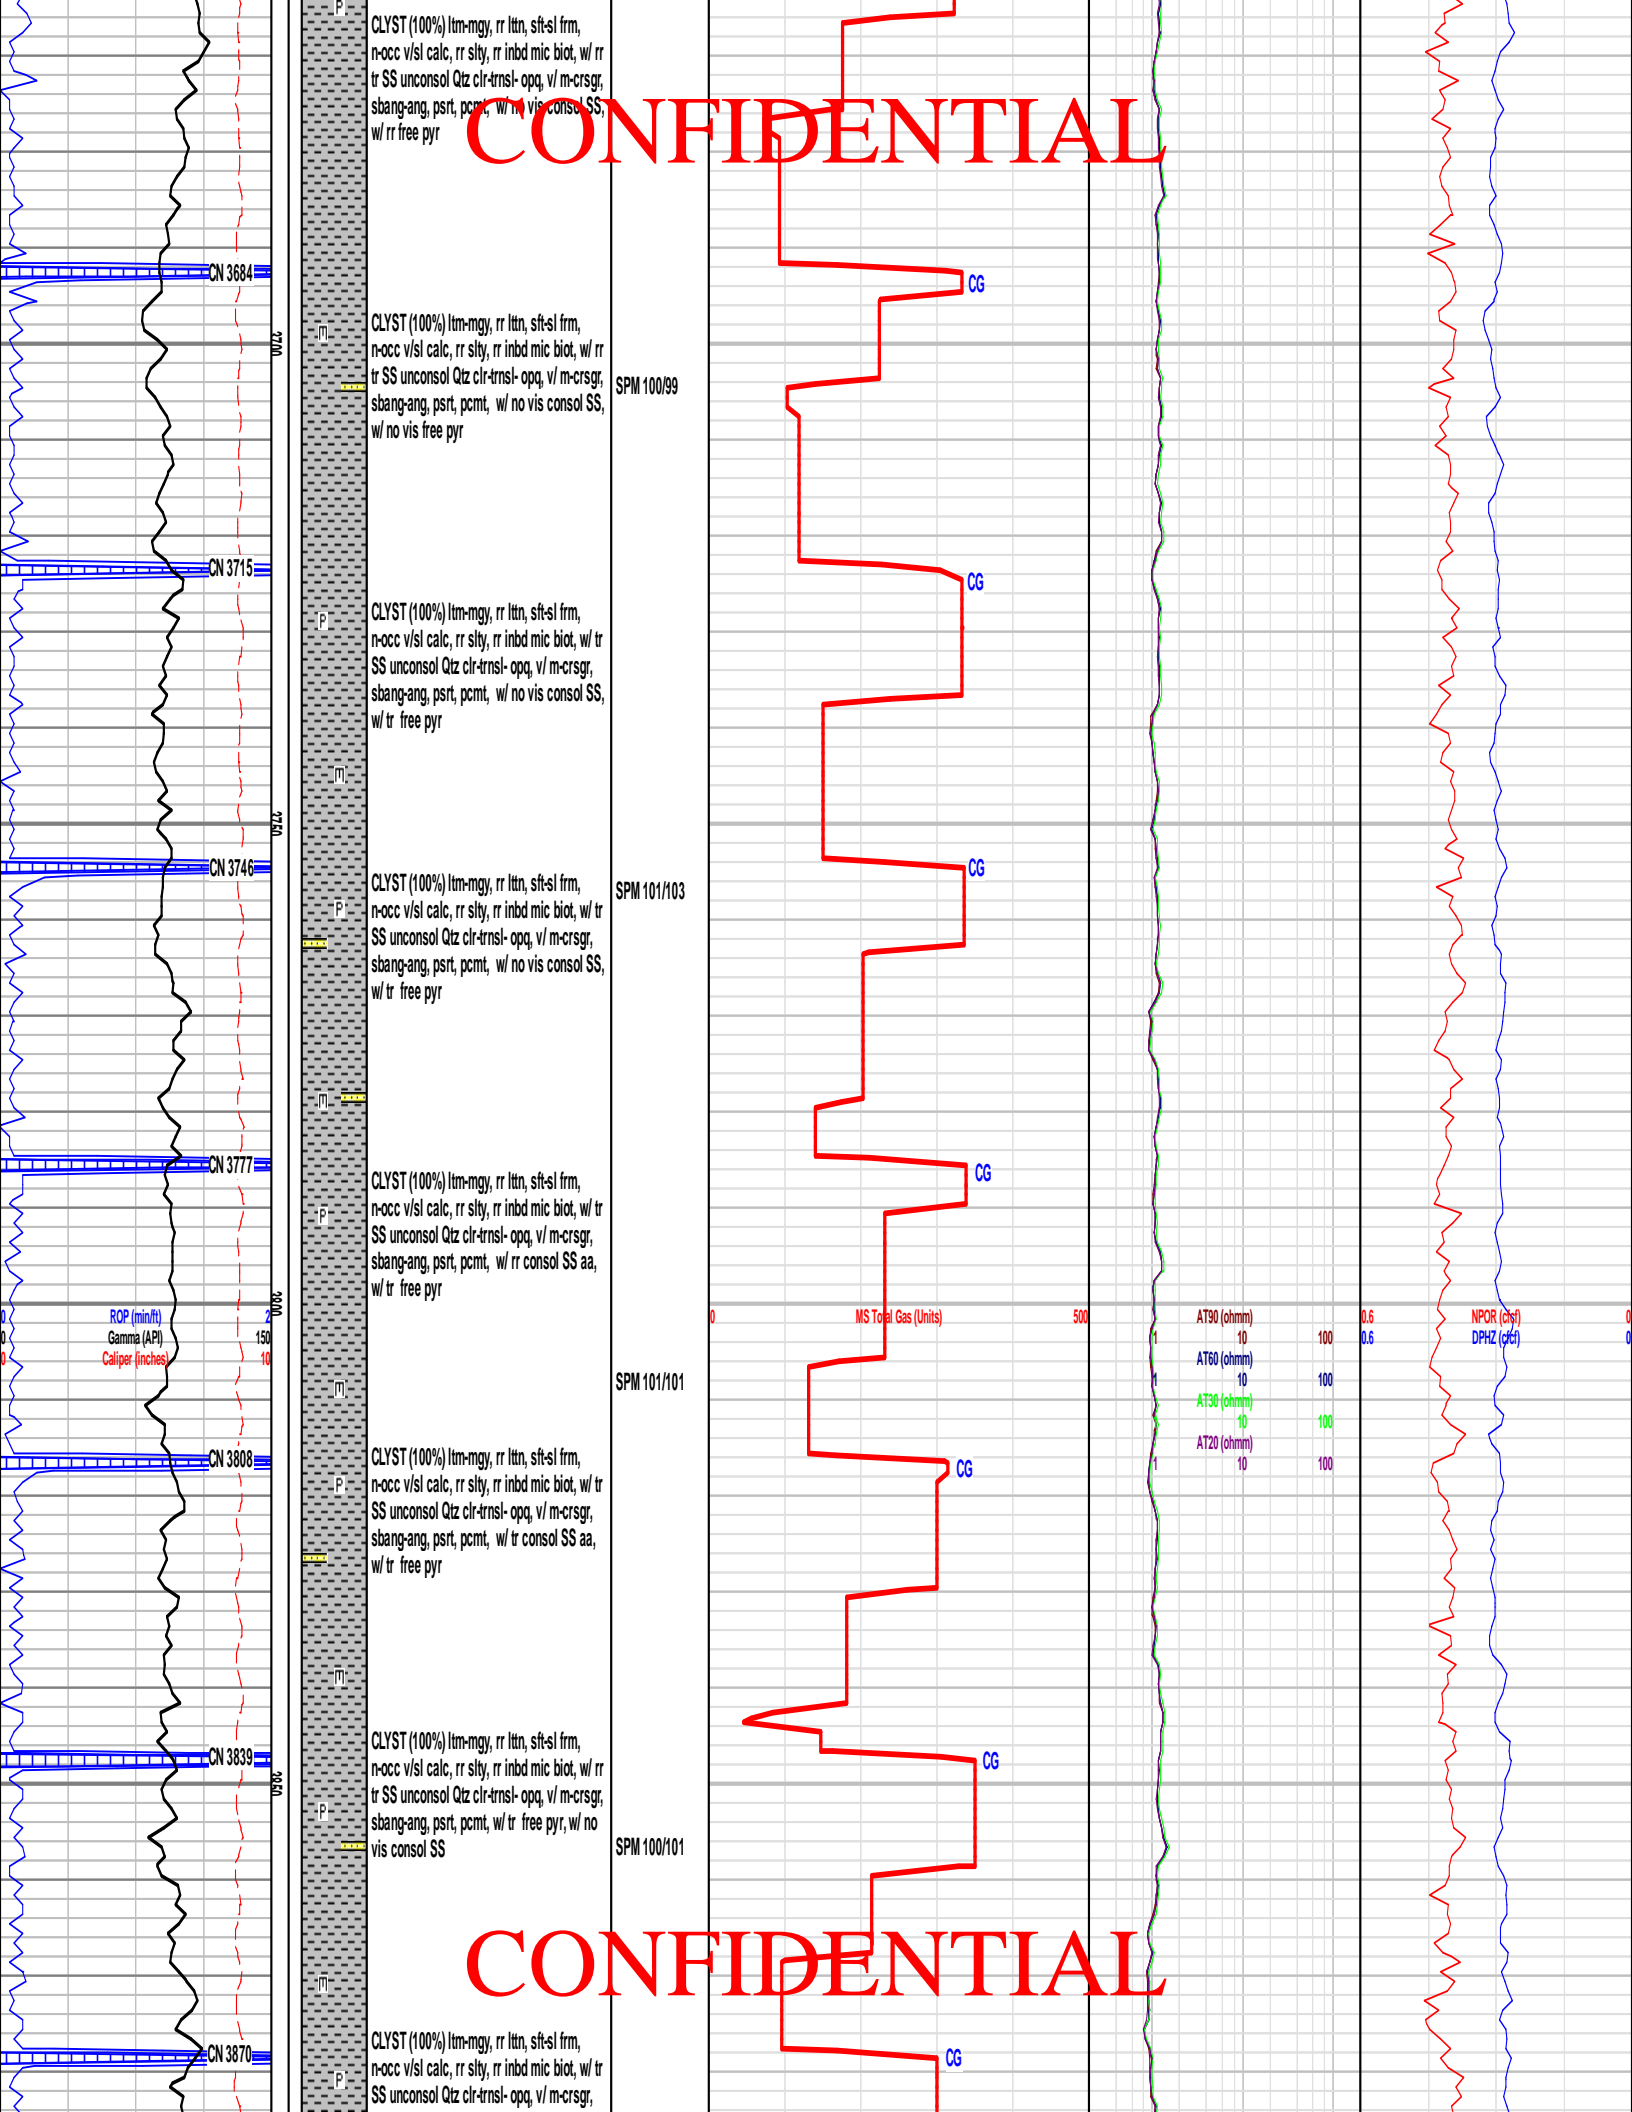 P
CLYST (100%) ltm-mgy, rr lttn, sft-sl frm,
n-occ v/sl calc, rr slty, rr inbd mic biot, w/ rr
tr SS unconsol Qtz clr-trnsl- opq, v/ m-crsgr,
sbang-ang, psrt, pcmt, w/ no vis consol SS,
w/ rr free pyr
CONFIDENTIAL
CN 3684
CG
3700
CLYST (100%) ltm-mgy, rr lttn, sft-sl frm,
n-occ v/sl calc, rr slty, rr inbd mic biot, w/ rr
tr SS unconsol Qtz clr-trnsl- opq, v/ m-crsgr,
sbang-ang, psrt, pcmt, w/ no vis consol SS,
w/ no vis free pyr
SPM 100/99
CN 3715
CG
P
CLYST (100%) ltm-mgy, rr lttn, sft-sl frm,
n-occ v/sl calc, rr slty, rr inbd mic biot, w/ tr
SS unconsol Qtz clr-trnsl- opq, v/ m-crsgr,
sbang-ang, psrt, pcmt, w/ no vis consol SS,
w/ tr free pyr
3750
CN 3746
CG
P
CLYST (100%) ltm-mgy, rr lttn, sft-sl frm,
n-occ v/sl calc, rr slty, rr inbd mic biot, w/ tr
SS unconsol Qtz clr-trnsl- opq, v/ m-crsgr,
sbang-ang, psrt, pcmt, w/ no vis consol SS,
w/ tr free pyr
SPM 101/103
CN 3777
CG
P
CLYST (100%) ltm-mgy, rr lttn, sft-sl frm,
n-occ v/sl calc, rr slty, rr inbd mic biot, w/ tr
SS unconsol Qtz clr-trnsl- opq, v/ m-crsgr,
sbang-ang, psrt, pcmt, w/ rr consol SS aa,
w/ tr free pyr
3800
0 ROP (min/ft) 2
0 Gamma (API) 150
0 Caliper (inches) 10
0 MS Total Gas (Units) 500
AT90 (ohmm)
1 10 100
AT60 (ohmm)
1 10 100
AT30 (ohmm)
10 100
AT20 (ohmm)
1 10 100
0.6 NPOR (cfcf) 0
0.6 DPHZ (cfcf) 0
SPM 101/101
CN 3808
CG
P
CLYST (100%) ltm-mgy, rr lttn, sft-sl frm,
n-occ v/sl calc, rr slty, rr inbd mic biot, w/ tr
SS unconsol Qtz clr-trnsl- opq, v/ m-crsgr,
sbang-ang, psrt, pcmt, w/ tr consol SS aa,
w/ tr free pyr
CN 3839
CG
3850
P
CLYST (100%) ltm-mgy, rr lttn, sft-sl frm,
n-occ v/sl calc, rr slty, rr inbd mic biot, w/ rr
tr SS unconsol Qtz clr-trnsl- opq, v/ m-crsgr,
sbang-ang, psrt, pcmt, w/ tr free pyr, w/ no
vis consol SS
SPM 100/101
CONFIDENTIAL
CN 3870
CG
P
CLYST (100%) ltm-mgy, rr lttn, sft-sl frm,
n-occ v/sl calc, rr slty, rr inbd mic biot, w/ tr
SS unconsol Qtz clr-trnsl- opq, v/ m-crsgr,